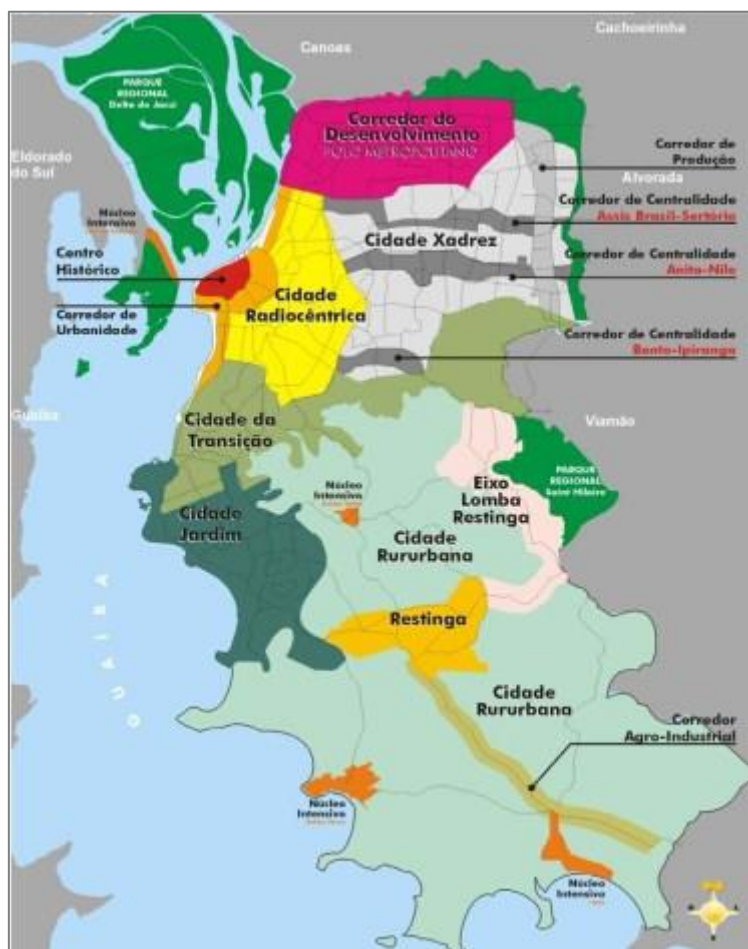 Canoas
Cachoeirinha
PARQUE
REGIONAL
Delta do Jacuí
Corredor do
Desenvolvimento
POLO METROPOLITANO
Corredor de
Produção
Eldorado
do Sul
Alvorada
Núcleo
Intensivo
Corredor de Centralidade
Assis Brasil-Sertório
Cidade Xadrez
Centro
Histórico
Corredor de Centralidade
Anita-Nilo
Cidade
Radiocêntrica
Corredor de
Urbanidade
Corredor de Centralidade
Bento-Ipiranga
Guaíba
Cidade da
Transição
Viamão
Eixo
Lomba
Restinga
PARQUE
REGIONAL
Saint Hilaire
Núcleo
Intensivo
Cidade
Jardim
Cidade
Rururbana
GUAÍBA
Restinga
Cidade
Rururbana
Corredor
Agro-Industrial
Núcleo
Intensivo
Núcleo
Intensivo